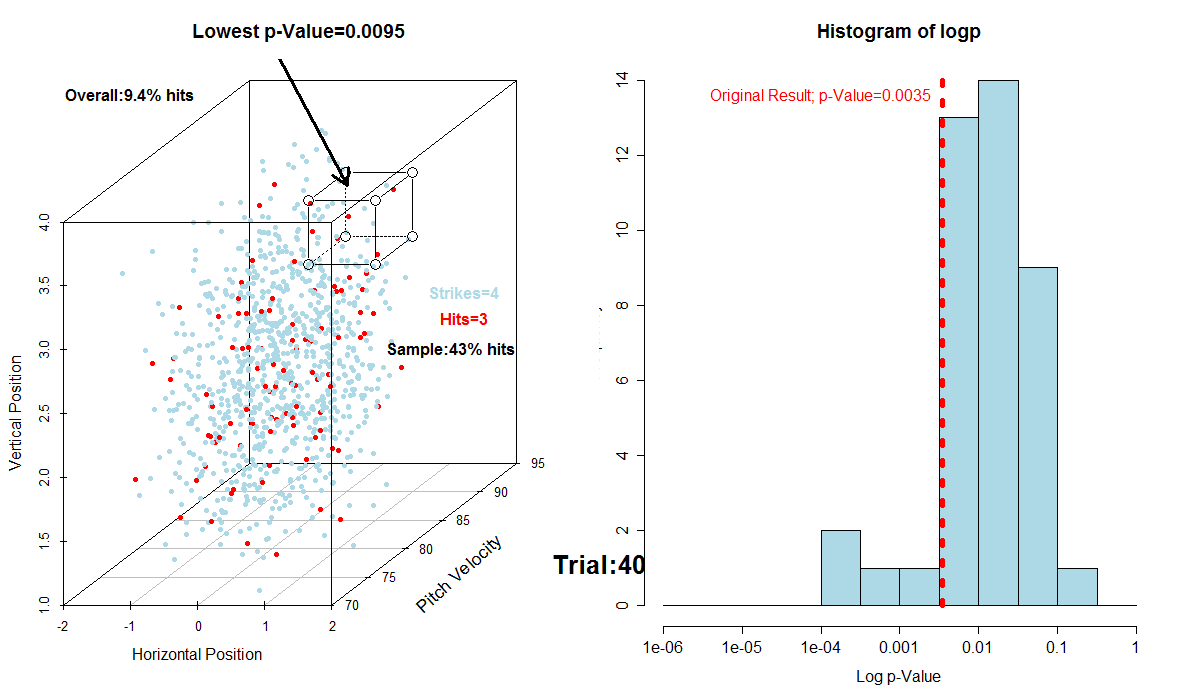 Lowest p-Value=0.0095
Overall:9.4% hits
Strikes=4
Hits=3
Sample:43% hits
4.0
3.5
3.0
2.5
2.0
1.5
1.0
Vertical Position
-2
-1
0
1
2
Horizontal Position
70
75
80
85
90
95
Pitch Velocity
Trial:40
Histogram of logp
Original Result; p-Value=0.0035
14
12
10
8
6
4
2
0
1e-06
1e-05
1e-04
0.001
0.01
0.1
1
Log p-Value